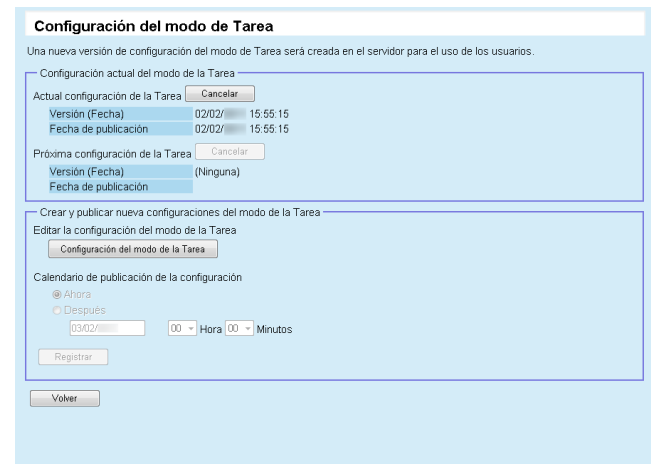 Configuración del modo de Tarea
Una nueva versión de configuración del modo de Tarea será creada en el servidor para el uso de los usuarios.
Configuración actual del modo de la Tarea
Actual configuración de la Tarea Cancelar
Versión (Fecha) 02/02/ 15:55:15
Fecha de publicación 02/02/ 15:55:15
Próxima configuración de la Tarea Cancelar
Versión (Fecha) (Ninguna)
Fecha de publicación
Crear y publicar nueva configuraciones del modo de la Tarea
Editar la configuración del modo de la Tarea
Configuración del modo de la Tarea
Calendario de publicación de la configuración
Ahora
Después
03/02/ 00 Hora 00 Minutos
Registrar
Volver